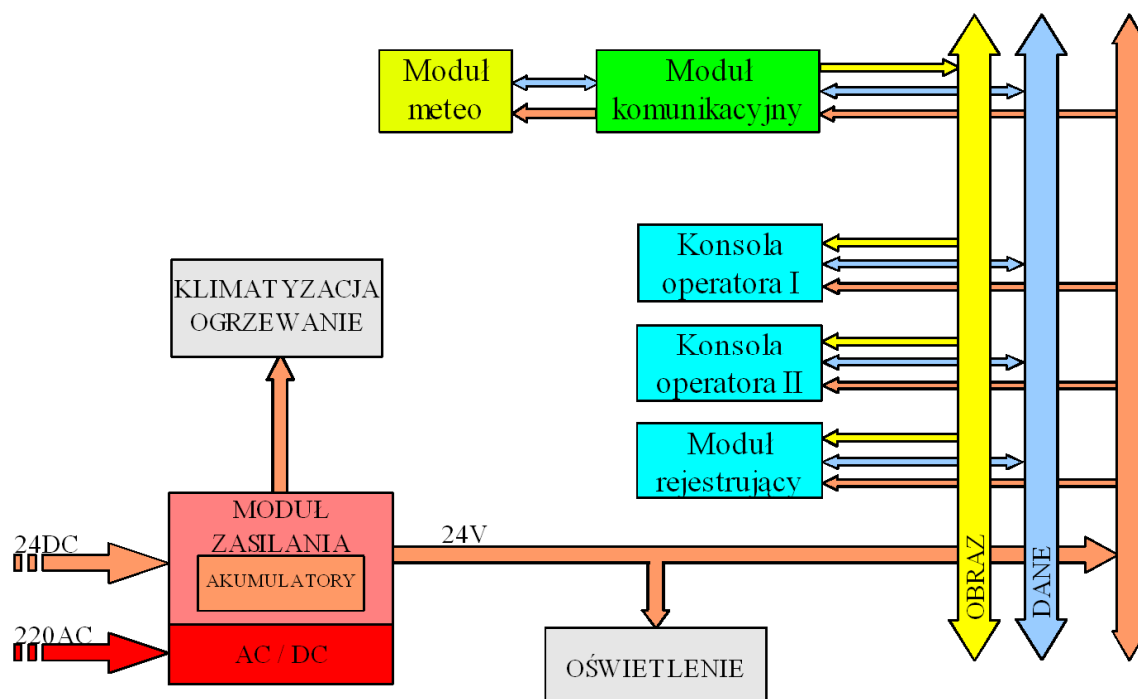 Moduł
meteo
Moduł
komunikacyjny
Konsola
operatora I
KLIMATYZACJA
OGRZEWANIE
Konsola
operatora II
Moduł
rejestrujący
MODUŁ
ZASILANIA
AKUMULATORY
24DC
24V
220AC
AC / DC
OŚWIETLENIE
OBRAZ
DANE